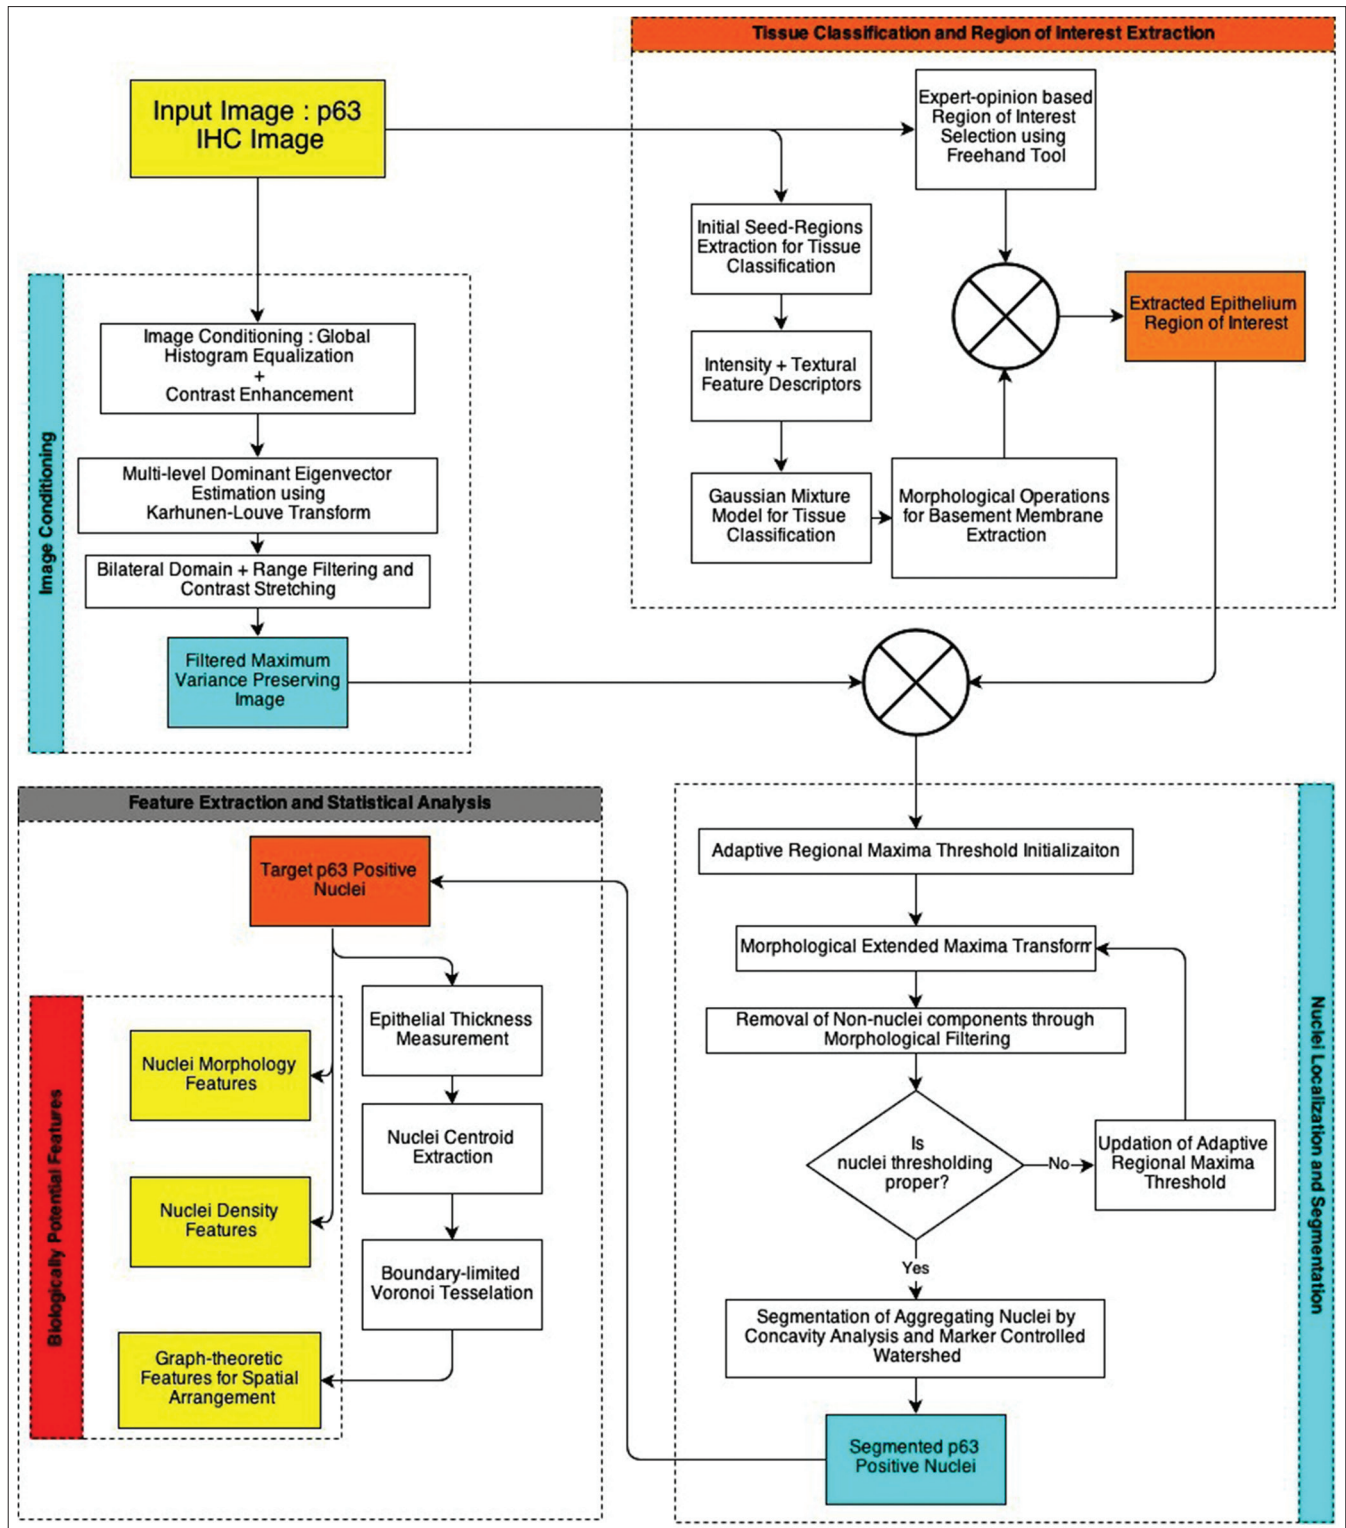 Tissue Classification and Region of Interest Extraction
Input Image : p63
IHC Image
Expert-opinion based
Region of Interest
Selection using
Freehand Tool
Initial Seed-Regions
Extraction for Tissue
Classification
Extracted Epithelium
Region of Interest
Intensity + Textural
Feature Descriptors
Gaussian Mixture
Model for Tissue
Classification
Morphological Operations
for Basement Membrane
Extraction
Image Conditioning
Image Conditioning : Global
Histogram Equalization
+
Contrast Enhancement
Multi-level Dominant Eigenvector
Estimation using
Karhunen-Louve Transform
Bilateral Domain + Range Filtering and
Contrast Stretching
Filtered Maximum
Variance Preserving
Image
Nuclei Localization and Segmentation
Adaptive Regional Maxima Threshold Initializaiton
Morphological Extended Maxima Transform
Removal of Non-nuclei components through
Morphological Filtering
Is
nuclei thresholding
proper?
No
Updation of Adaptive
Regional Maxima
Threshold
Yes
Segmentation of Aggregating Nuclei by
Concavity Analysis and Marker Controlled
Watershed
Segmented p63
Positive Nuclei
Feature Extraction and Statistical Analysis
Target p63 Positive
Nuclei
Epithelial Thickness
Measurement
Nuclei Centroid
Extraction
Boundary-limited
Voronoi Tesselation
Biologically Potential Features
Nuclei Morphology
Features
Nuclei Density
Features
Graph-theoretic
Features for Spatial
Arrangement